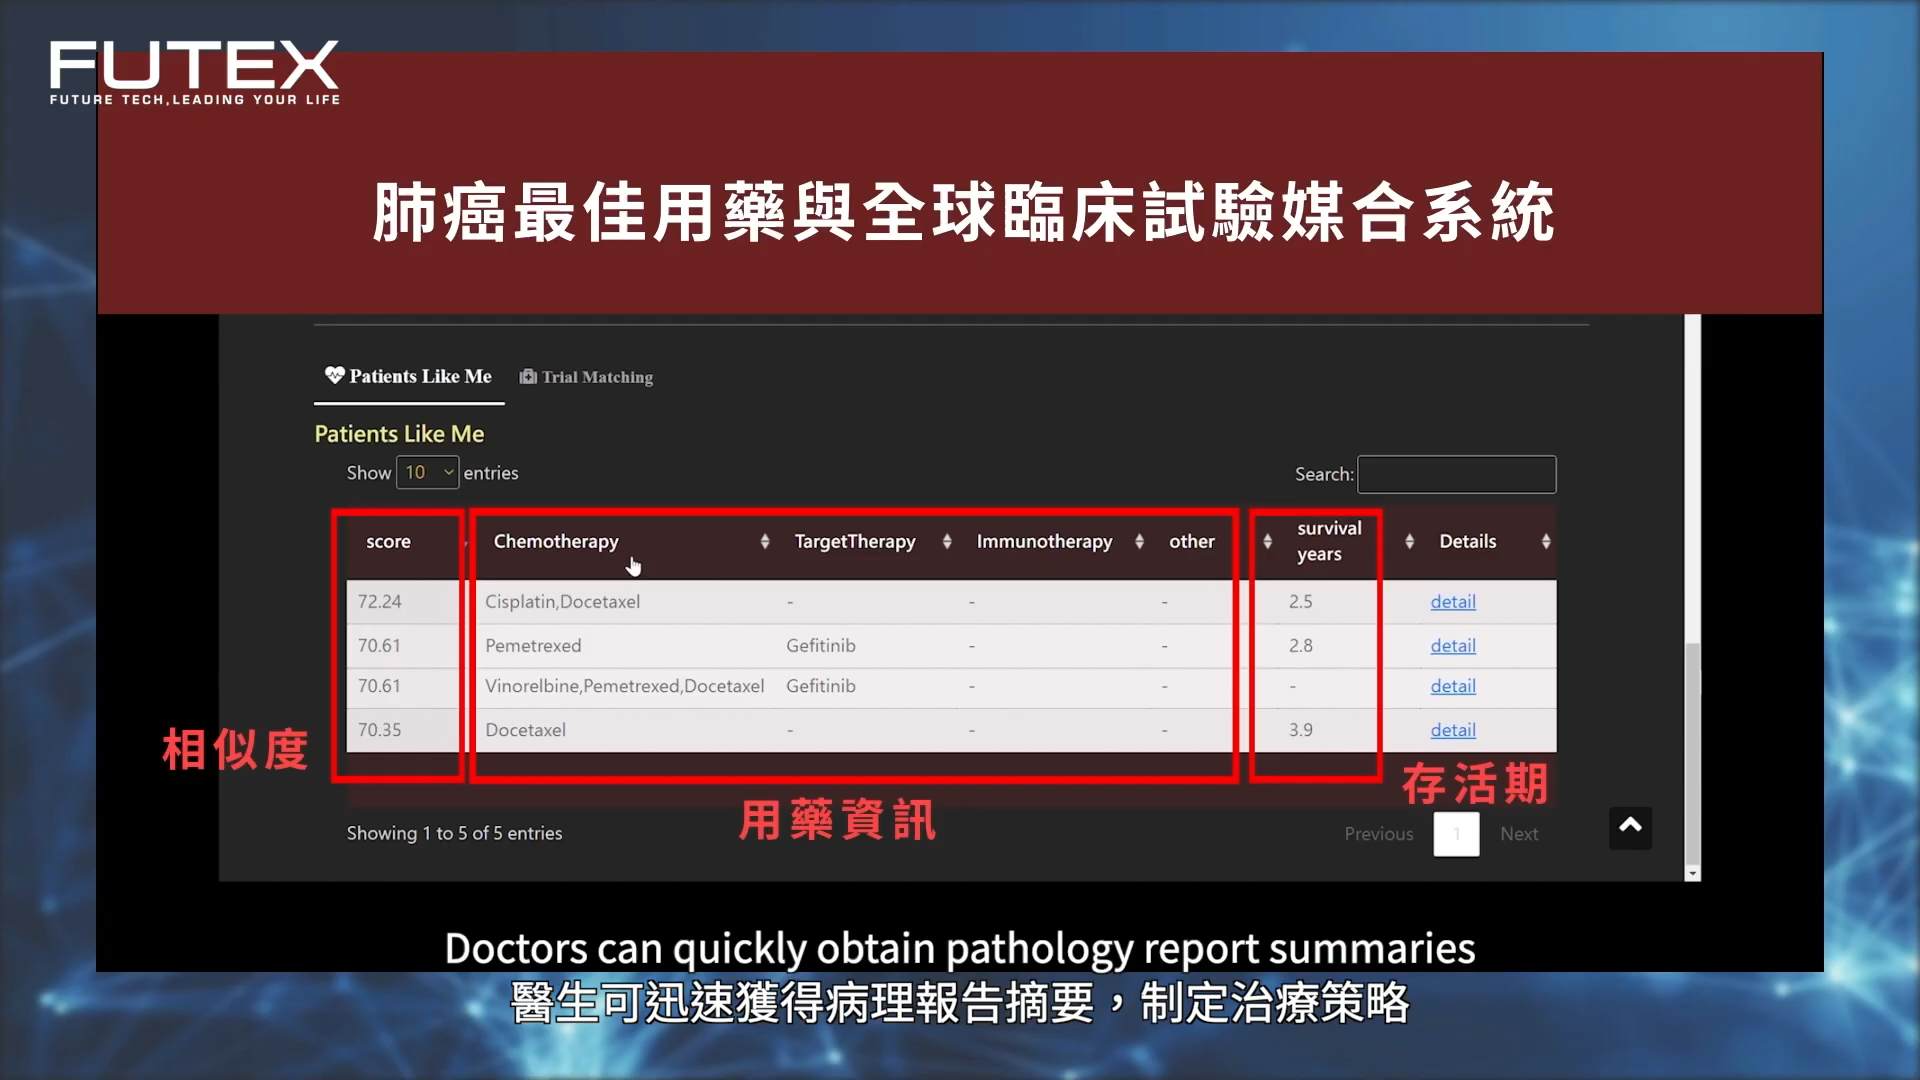 FUTEX
FUTURE TECH,LEADING YOUR LIFE
肺癌最佳用藥與全球臨床試驗媒合系統
Patients Like Me Trial Matching
Patients Like Me
Show 10 entries Search:
score Chemotherapy TargetTherapy Immunotherapy other survival years Details
72.24 Cisplatin,Docetaxel - - - 2.5 detail
70.61 Pemetrexed Gefitinib - - 2.8 detail
70.61 Vinorelbine,Pemetrexed,Docetaxel Gefitinib - - - detail
70.35 Docetaxel - - - 3.9 detail
相似度
用藥資訊
存活期
Showing 1 to 5 of 5 entries Previous 1 Next
Doctors can quickly obtain pathology report summaries
醫生可迅速獲得病理報告摘要，制定治療策略